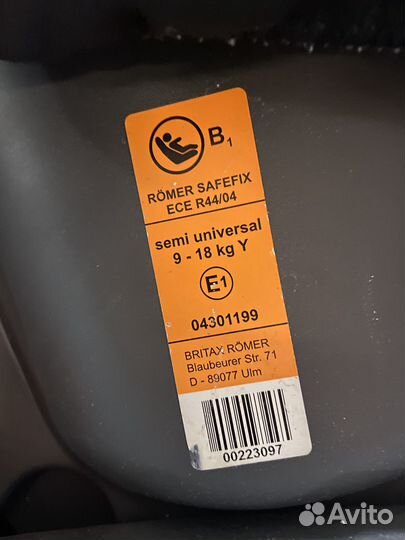 B1
RÖMER SAFEFIX
ECE R44/04
semi universal
9 - 18 kg Y
E1
04301199
BRITAX RÖMER
Blaubeurer Str. 71
D - 89077 Ulm
00223097
Avito